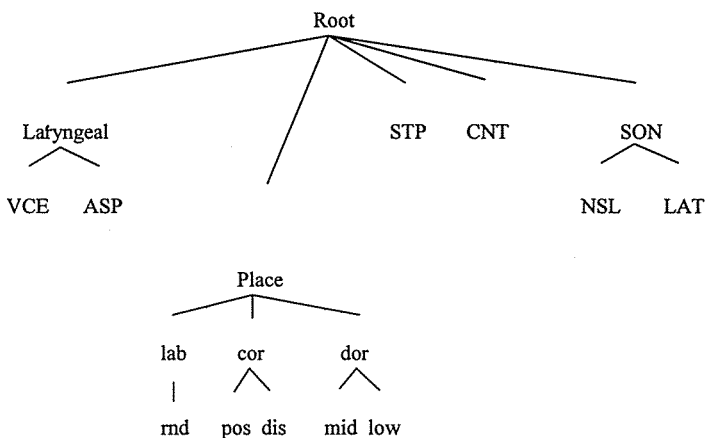 Root
Laryngeal STP CNT SON
VCE ASP NSL LAT
Place
lab cor dor
rnd pos dis mid low